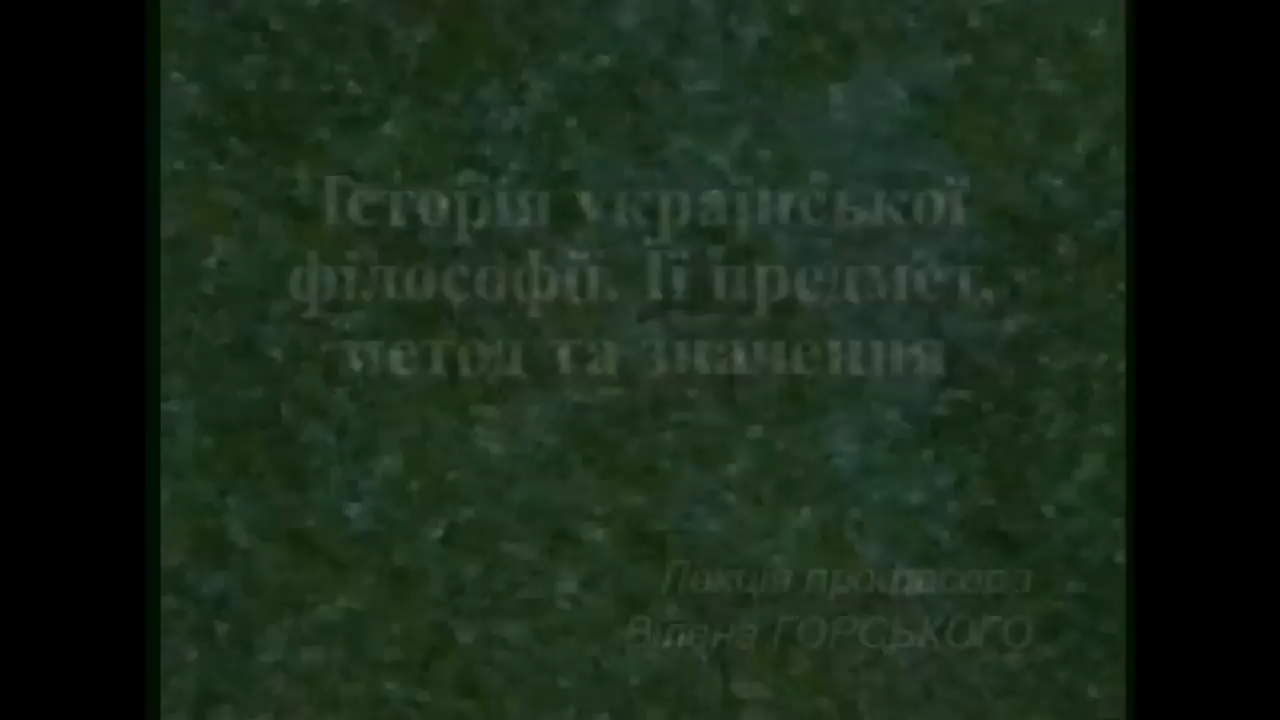 Історія української
філософії. Її предмет,
метод та значення
Лекція професора
Вілена ГОРСЬКОГО